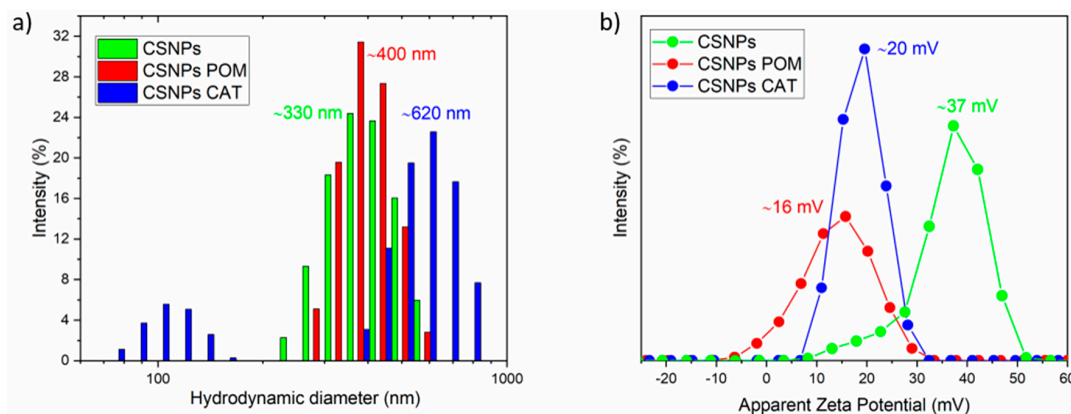 a)
Intensity (%)
32
28
24
20
16
12
8
4
0
CSNPs
CSNPs POM
CSNPs CAT
~400 nm
~330 nm
~620 nm
100
1000
Hydrodynamic diameter (nm)
b)
Intensity (%)
CSNPs
CSNPs POM
CSNPs CAT
~20 mV
~37 mV
~16 mV
-20 -10 0 10 20 30 40 50 60
Apparent Zeta Potential (mV)